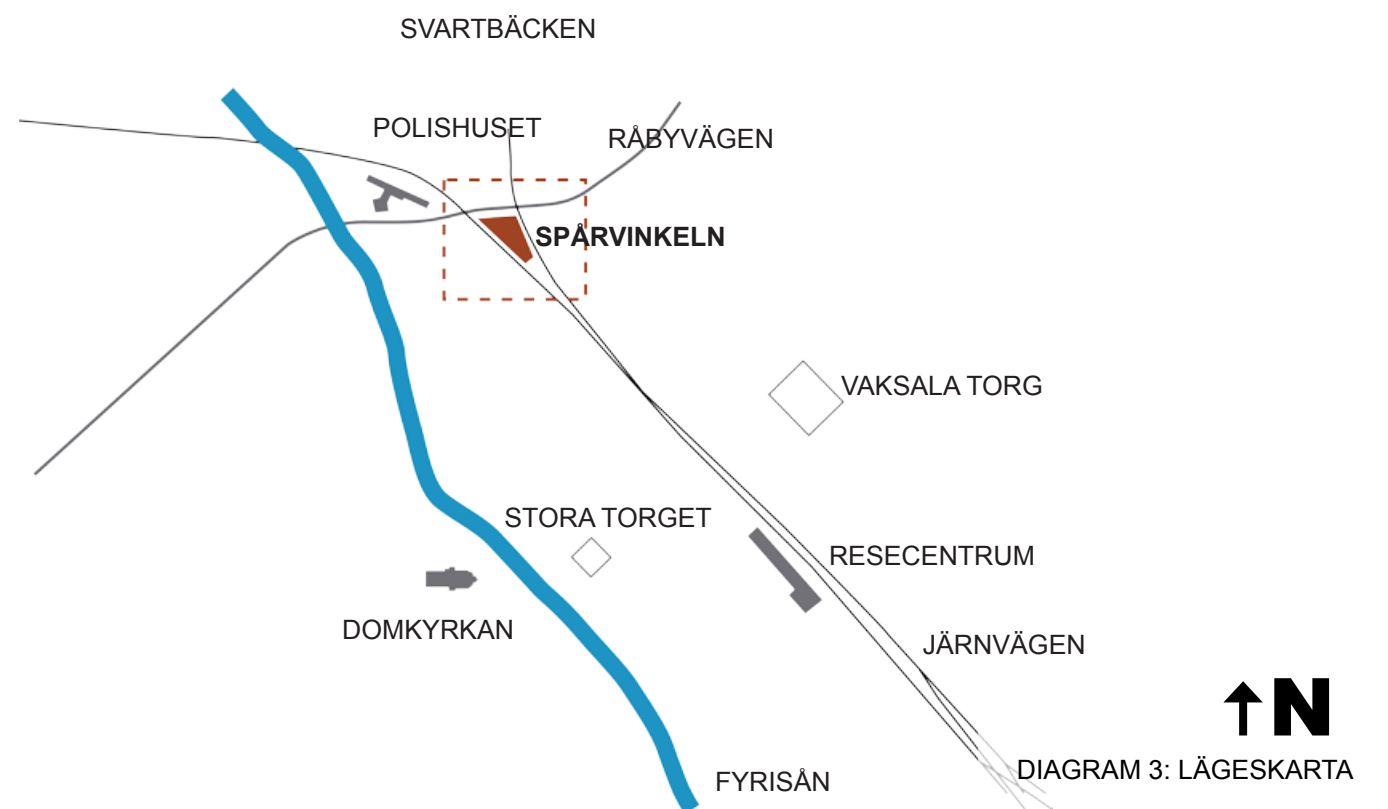 SVARTBÄCKEN
POLISHUSET
RÅBYVÄGEN
SPÅRVINKELN
VAKSALA TORG
STORA TORGET
RESECENTRUM
DOMKYRKAN
JÄRNVÄGEN
N
FYRISÅN
DIAGRAM 3: LÄGESKARTA